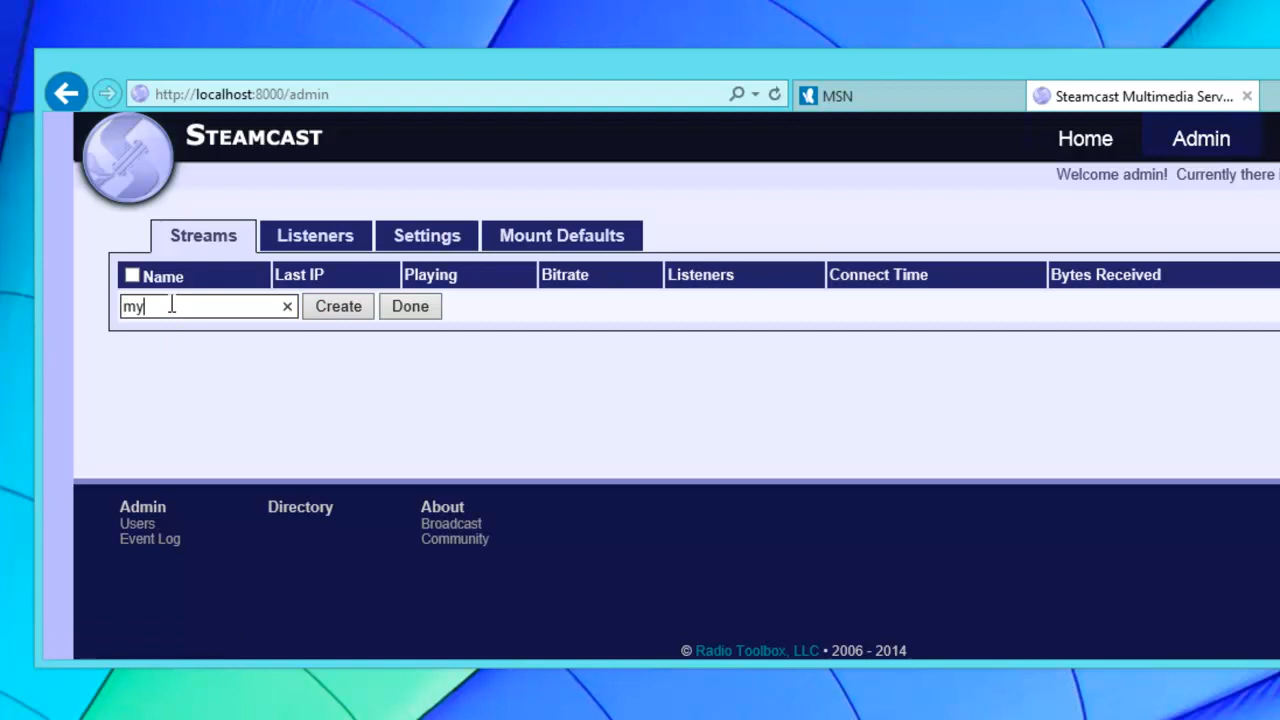 http://localhost:8000/admin
MSN
Steamcast Multimedia Serv...
STEAMCAST
Home
Admin
Welcome admin! Currently there
Streams
Listeners
Settings
Mount Defaults
Name
Last IP
Playing
Bitrate
Listeners
Connect Time
Bytes Received
my
Create
Done
Admin
Directory
About
Users
Broadcast
Event Log
Community
© Radio Toolbox, LLC • 2006 - 2014